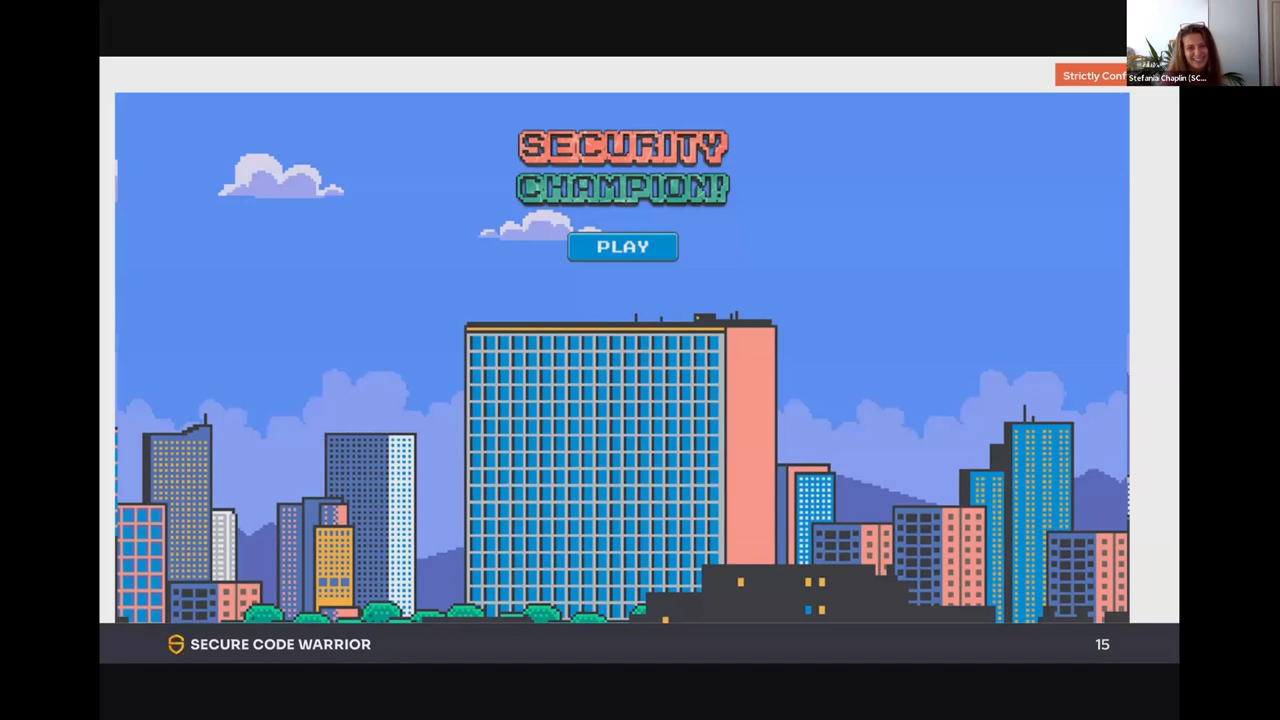 Strictly Conf
Stefania Chaplin (SC...
SECURITY
CHAMPION!
PLAY
SECURE CODE WARRIOR
15